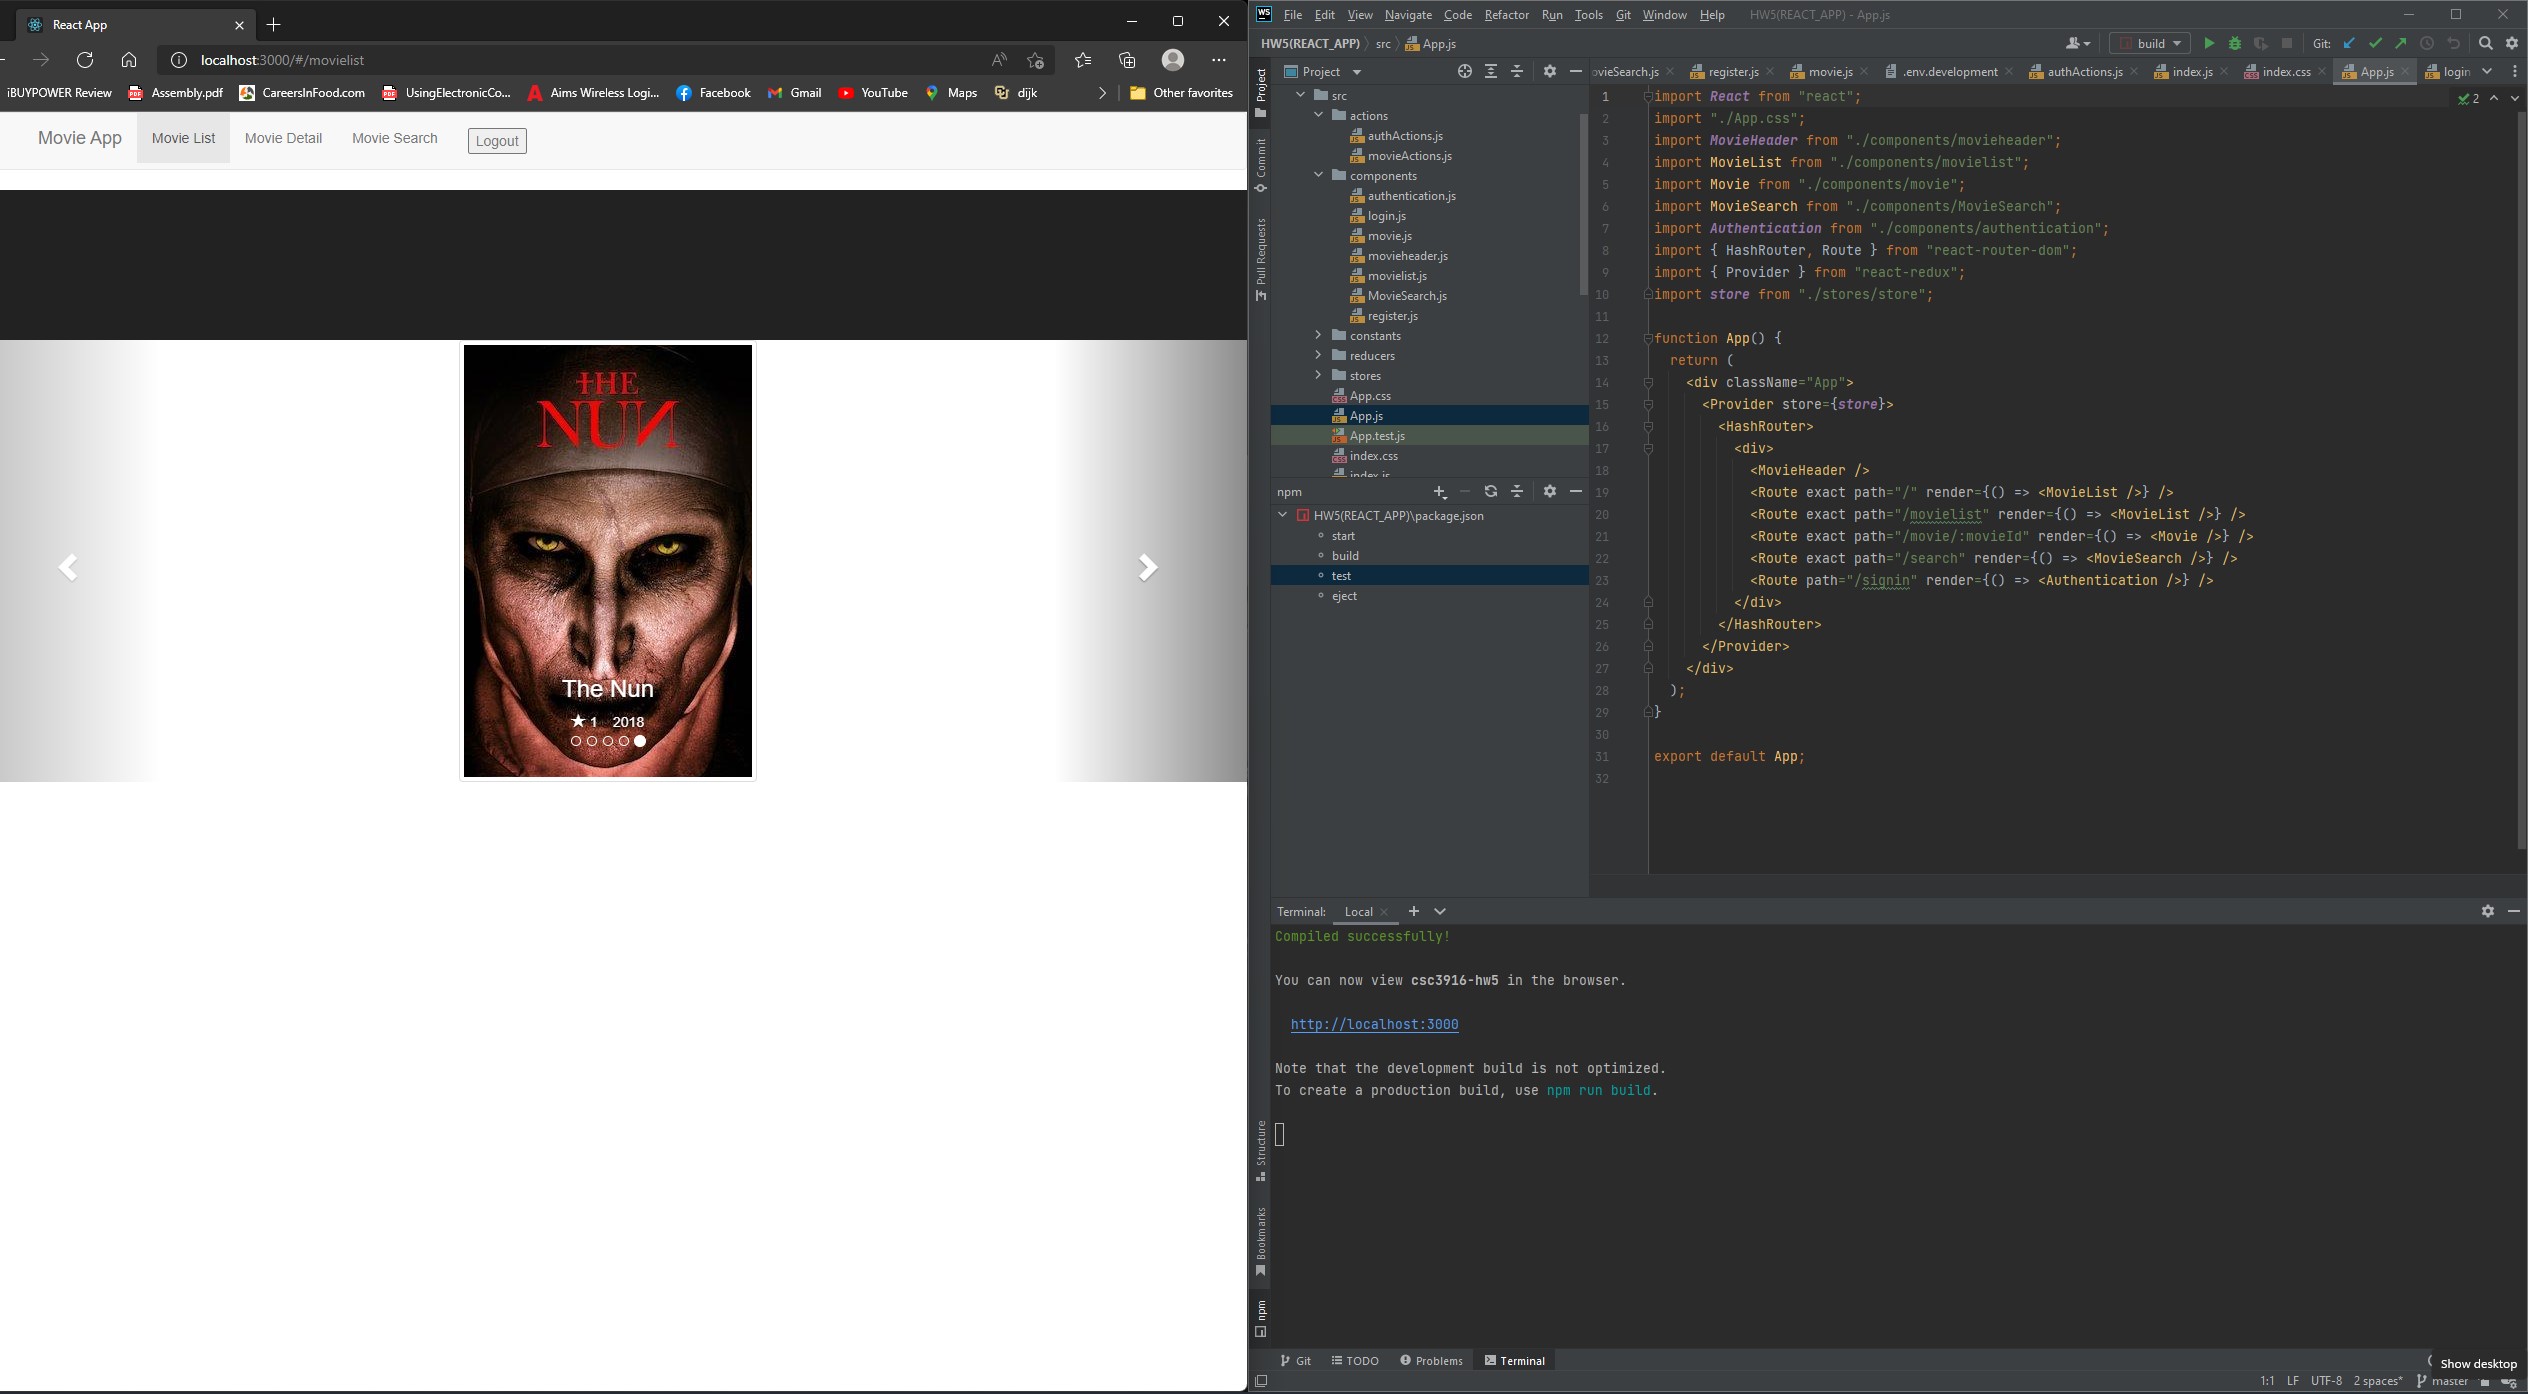 React App
localhost:3000/#/movielist
iBUYPOWER Review Assembly.pdf CareersInFood.com UsingElectronicCo... Aims Wireless Logi... Facebook Gmail YouTube Maps dijk Other favorites
Movie App Movie List Movie Detail Movie Search Logout
THE
NUN
The Nun
★ 1 2018
WS File Edit View Navigate Code Refactor Run Tools Git Window Help HW5(REACT_APP) - App.js
HW5(REACT_APP) src App.js build Git:
Project
ovieSearch.js register.js movie.js .env.development authActions.js index.js index.css App.js login
src
actions
authActions.js
movieActions.js
components
authentication.js
login.js
movie.js
movieheader.js
movielist.js
MovieSearch.js
register.js
constants
reducers
stores
App.css
App.js
App.test.js
index.css
index.js
npm
HW5(REACT_APP)\package.json
start
build
test
eject
Project
Commit
Pull Requests
Structure
Bookmarks
npm
2
1 import React from "react";
2 import "./App.css";
3 import MovieHeader from "./components/movieheader";
4 import MovieList from "./components/movielist";
5 import Movie from "./components/movie";
6 import MovieSearch from "./components/MovieSearch";
7 import Authentication from "./components/authentication";
8 import { HashRouter, Route } from "react-router-dom";
9 import { Provider } from "react-redux";
10 import store from "./stores/store";
11
12 function App() {
13 return (
14 <div className="App">
15 <Provider store={store}>
16 <HashRouter>
17 <div>
18 <MovieHeader />
19 <Route exact path="/" render={() => <MovieList />} />
20 <Route exact path="/movielist" render={() => <MovieList />} />
21 <Route exact path="/movie/:movieId" render={() => <Movie />} />
22 <Route exact path="/search" render={() => <MovieSearch />} />
23 <Route path="/signin" render={() => <Authentication />} />
24 </div>
25 </HashRouter>
26 </Provider>
27 </div>
28 );
29 }
30
31 export default App;
32
Terminal: Local
Compiled successfully!
You can now view csc3916-hw5 in the browser.
http://localhost:3000
Note that the development build is not optimized.
To create a production build, use npm run build.
Git TODO Problems Terminal
Show desktop
1:1 LF UTF-8 2 spaces* master